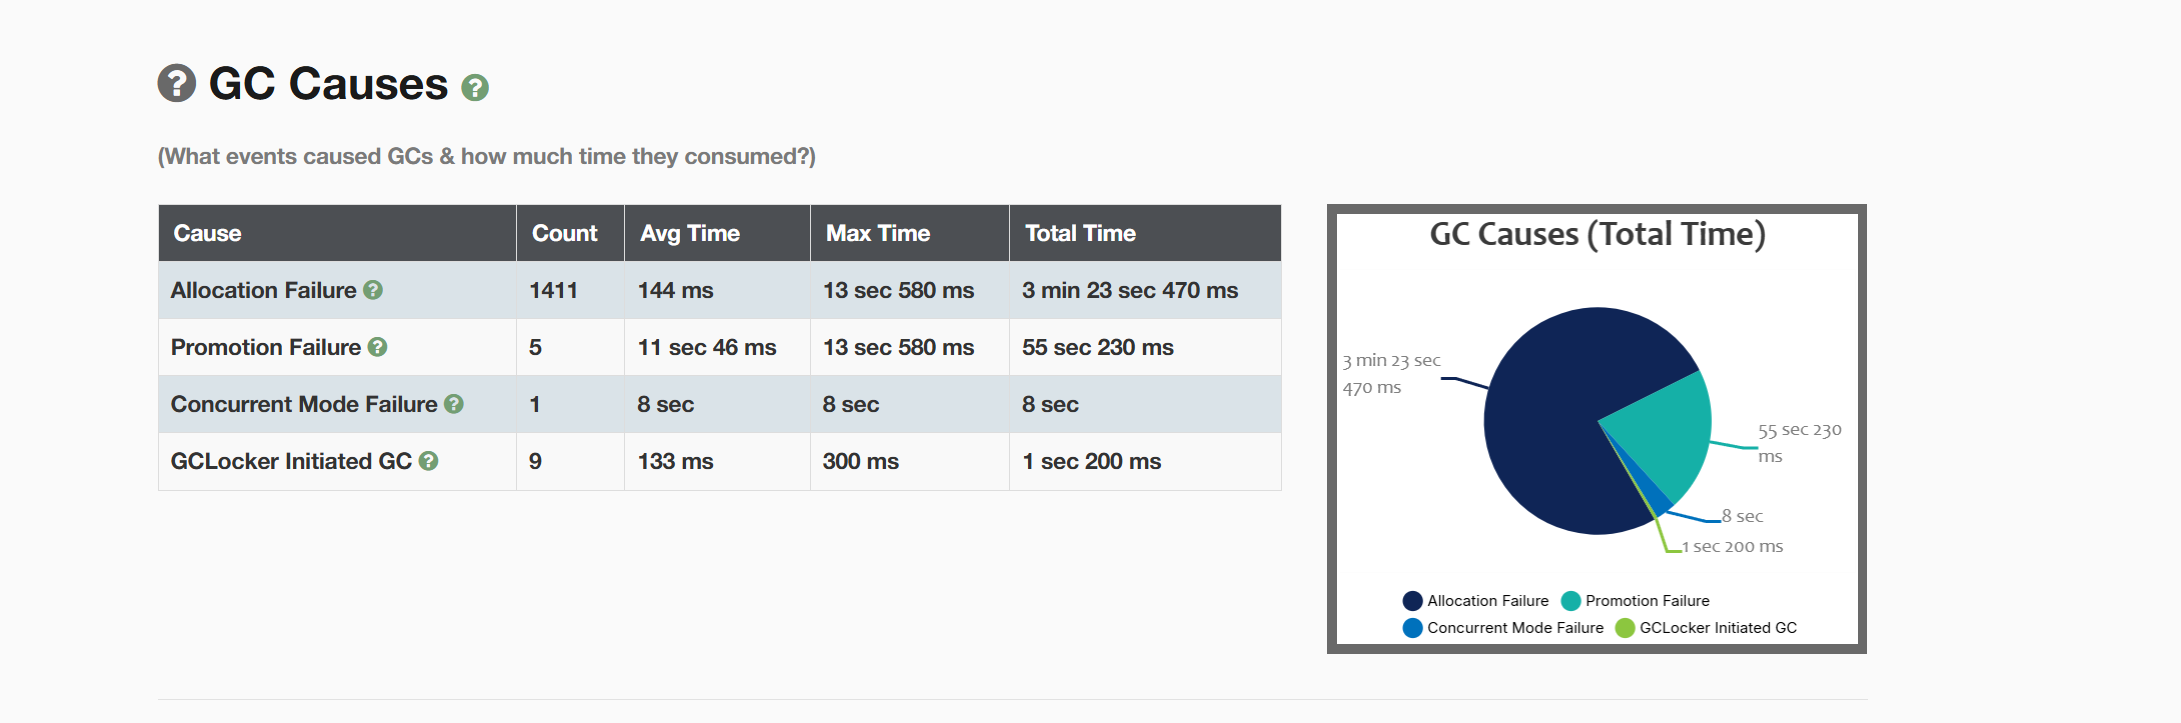 GC Causes
(What events caused GCs & how much time they consumed?)
Cause Count Avg Time Max Time Total Time
Allocation Failure 1411 144 ms 13 sec 580 ms 3 min 23 sec 470 ms
Promotion Failure 5 11 sec 46 ms 13 sec 580 ms 55 sec 230 ms
Concurrent Mode Failure 1 8 sec 8 sec 8 sec
GCLocker Initiated GC 9 133 ms 300 ms 1 sec 200 ms
GC Causes (Total Time)
3 min 23 sec
470 ms
55 sec 230
ms
8 sec
1 sec 200 ms
Allocation Failure Promotion Failure
Concurrent Mode Failure GCLocker Initiated GC